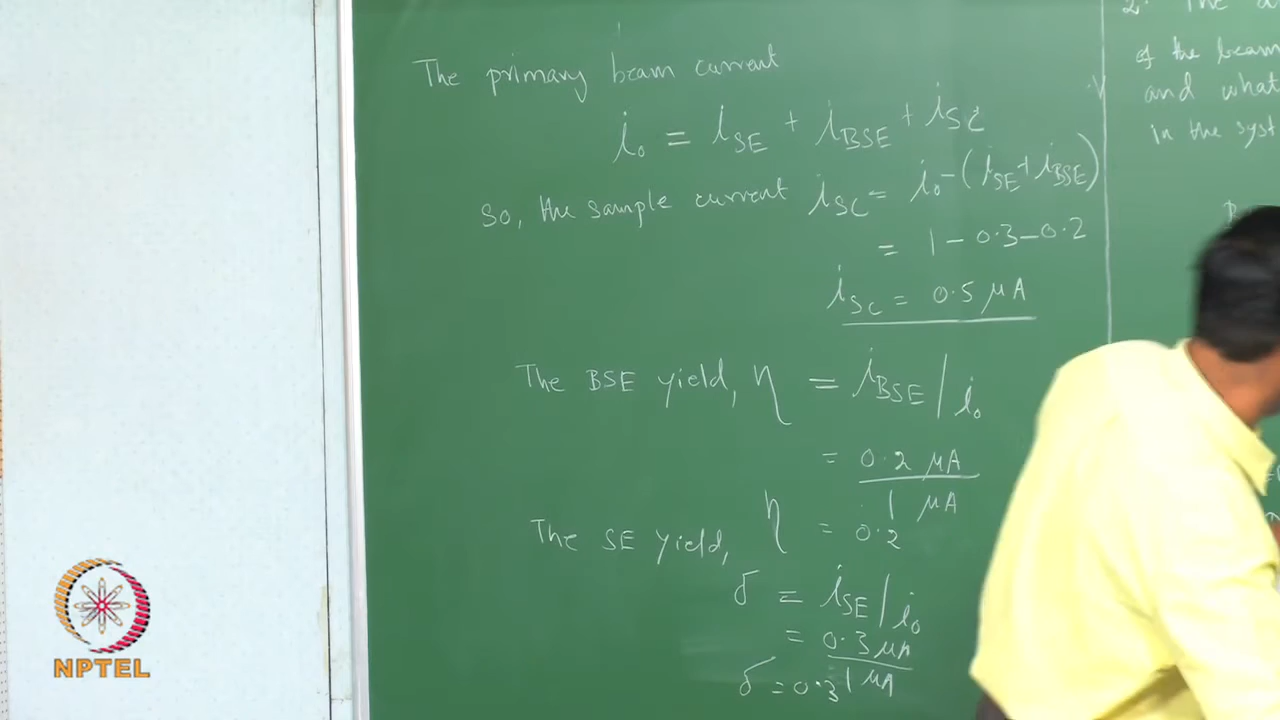 The primary beam current
i₀ = i_SE + i_BSE + i_SC
So, the sample current i_SC = i₀ - (i_SE + i_BSE)
= 1 - 0.3 - 0.2
i_SC = 0.5 μA
The BSE yield, η = i_BSE / i₀
= 0.2 μA
1 μA
η = 0.2
The SE yield,
δ = i_SE / i₀
= 0.3 μA
1 μA
δ = 0.3
2. The
of the beam
and what
in the syst
NPTEL